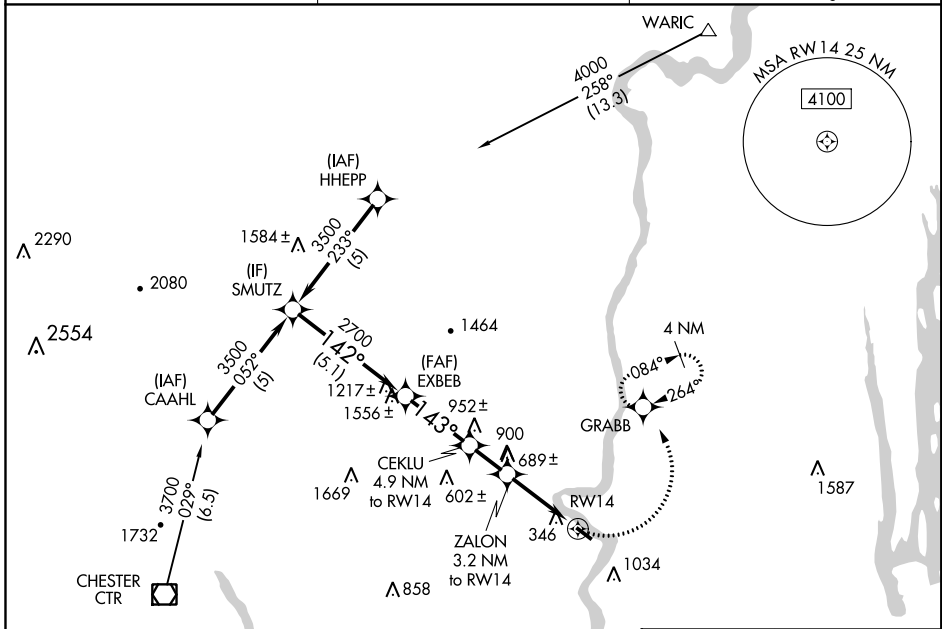 WARIC
4000
258°
(13.3)
MSA RW14 25 NM
4100
(IAF)
HHEPP
3500
233°
(5)
1584 ±
2290
2080
(IF)
SMUTZ
2554
2700
142°
(5.1)
1464
4 NM
3500
052°
(5)
(FAF)
EXBEB
084°
264°
(IAF)
CAAHL
1217 ±
1556 ±
143°
952 ±
GRABB
900
689 ±
CEKLU
4.9 NM
to RW14
1669
602 ±
RW14
1587
3700
029°
(6.5)
1732
346
ZALON
3.2 NM
to RW14
1034
CHESTER
CTR
858